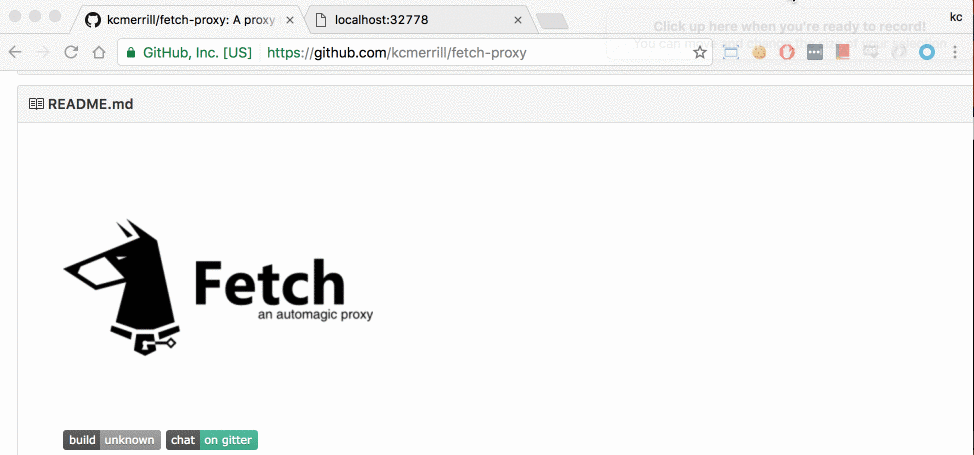 kcmerrill/fetch-proxy: A proxy
localhost:32778
kc
Click up here when you're ready to record!
GitHub, Inc. [US]
https://github.com/kcmerrill/fetch-proxy
You can
README.md
Fetch
an automagic proxy
build unknown
chat on gitter